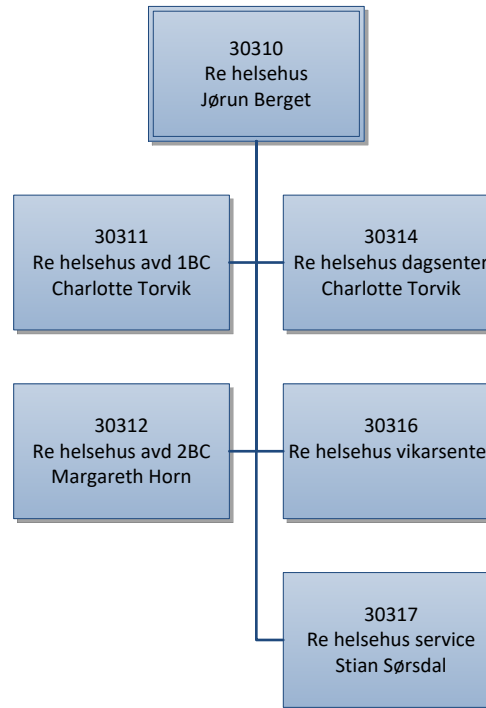 30310
Re helsehus
Jørun Berget
30311
Re helsehus avd 1BC
Charlotte Torvik
30314
Re helsehus dagsenter
Charlotte Torvik
30312
Re helsehus avd 2BC
Margareth Horn
30316
Re helsehus vikarsente
30317
Re helsehus service
Stian Sørsdal